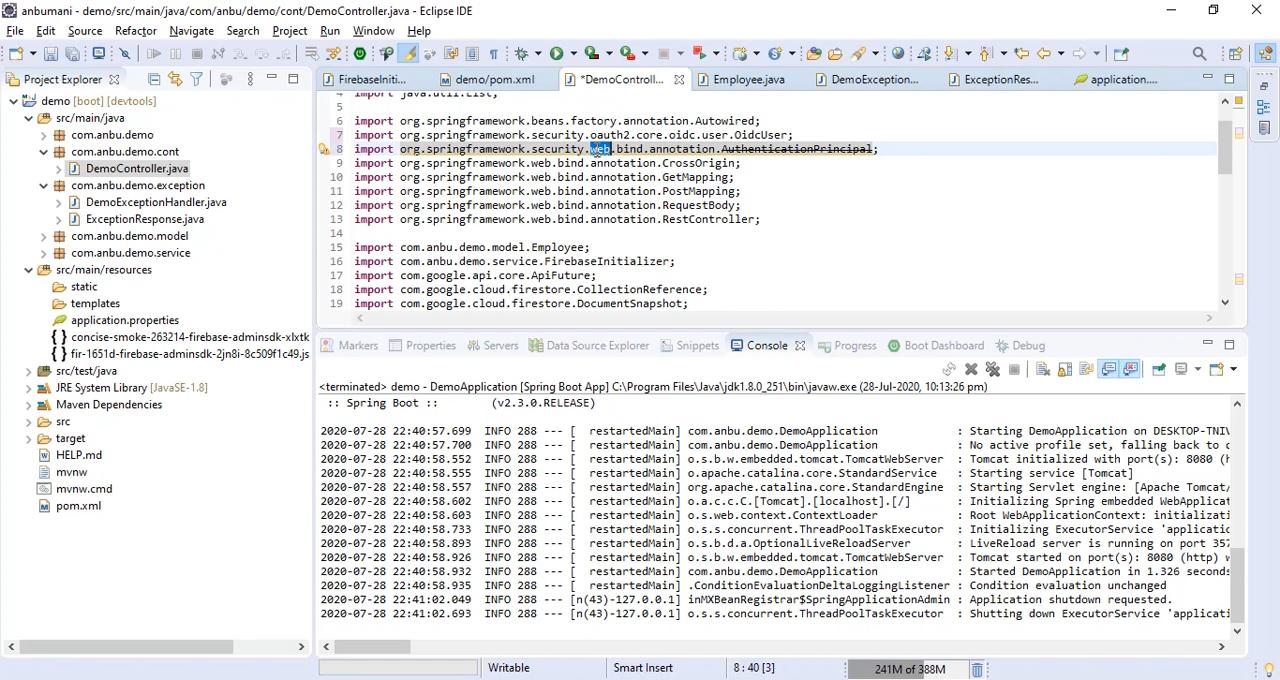 anbumani - demo/src/main/java/com/anbu/demo/cont/DemoController.java - Eclipse IDE
File Edit Source Refactor Navigate Search Project Run Window Help
Project Explorer
FirebaseIniti...
demo/pom.xml
*DemoControll...
Employee.java
DemoException...
ExceptionRes...
application....
demo [boot] [devtools]
src/main/java
com.anbu.demo
com.anbu.demo.cont
DemoController.java
com.anbu.demo.exception
DemoExceptionHandler.java
ExceptionResponse.java
com.anbu.demo.model
com.anbu.demo.service
src/main/resources
static
templates
application.properties
concise-smoke-263214-firebase-adminsdk-xlxtk
fir-1651d-firebase-adminsdk-2jn8i-8c509f1c49.js
src/test/java
JRE System Library [JavaSE-1.8]
Maven Dependencies
src
target
HELP.md
mvnw
mvnw.cmd
pom.xml
4 import java.util.List;
5
6 import org.springframework.beans.factory.annotation.Autowired;
7 import org.springframework.security.oauth2.core.oidc.user.OidcUser;
8 import org.springframework.security.web.bind.annotation.AuthenticationPrincipal;
9 import org.springframework.web.bind.annotation.CrossOrigin;
10 import org.springframework.web.bind.annotation.GetMapping;
11 import org.springframework.web.bind.annotation.PostMapping;
12 import org.springframework.web.bind.annotation.RequestBody;
13 import org.springframework.web.bind.annotation.RestController;
14
15 import com.anbu.demo.model.Employee;
16 import com.anbu.demo.service.FirebaseInitializer;
17 import com.google.api.core.ApiFuture;
18 import com.google.cloud.firestore.CollectionReference;
19 import com.google.cloud.firestore.DocumentSnapshot;
Markers Properties Servers Data Source Explorer Snippets Console Progress Boot Dashboard Debug
<terminated> demo - DemoApplication [Spring Boot App] C:\Program Files\Java\jdk1.8.0_251\bin\javaw.exe (28-Jul-2020, 10:13:26 pm)
:: Spring Boot :: (v2.3.0.RELEASE)
2020-07-28 22:40:57.699 INFO 288 --- [ restartedMain] com.anbu.demo.DemoApplication : Starting DemoApplication on DESKTOP-TNIV
2020-07-28 22:40:57.700 INFO 288 --- [ restartedMain] com.anbu.demo.DemoApplication : No active profile set, falling back to d
2020-07-28 22:40:58.552 INFO 288 --- [ restartedMain] o.s.b.w.embedded.tomcat.TomcatWebServer : Tomcat initialized with port(s): 8080 (h
2020-07-28 22:40:58.555 INFO 288 --- [ restartedMain] o.apache.catalina.core.StandardService : Starting service [Tomcat]
2020-07-28 22:40:58.557 INFO 288 --- [ restartedMain] org.apache.catalina.core.StandardEngine : Starting Servlet engine: [Apache Tomcat/
2020-07-28 22:40:58.602 INFO 288 --- [ restartedMain] o.a.c.c.C.[Tomcat].[localhost].[/] : Initializing Spring embedded WebApplicat
2020-07-28 22:40:58.603 INFO 288 --- [ restartedMain] o.s.web.context.ContextLoader : Root WebApplicationContext: initializati
2020-07-28 22:40:58.733 INFO 288 --- [ restartedMain] o.s.s.concurrent.ThreadPoolTaskExecutor : Initializing ExecutorService 'applicatio
2020-07-28 22:40:58.543 INFO 288 --- [ restartedMain] o.s.b.d.a.OptionalLiveReloadServer : LiveReload server is running on port 357
2020-07-28 22:40:58.926 INFO 288 --- [ restartedMain] o.s.b.w.embedded.tomcat.TomcatWebServer : Tomcat started on port(s): 8080 (http) w
2020-07-28 22:40:58.932 INFO 288 --- [ restartedMain] com.anbu.demo.DemoApplication : Started DemoApplication in 1.326 seconds
2020-07-28 22:40:58.935 INFO 288 --- [ restartedMain] .ConditionEvaluationDeltaLoggingListener : Condition evaluation unchanged
2020-07-28 22:41:02.049 INFO 288 --- [n(43)-127.0.0.1] inMXBeanRegistrar$SpringApplicationAdmin : Application shutdown requested.
2020-07-28 22:41:02.078 INFO 288 --- [n(43)-127.0.0.1] o.s.s.concurrent.ThreadPoolTaskExecutor : Shutting down ExecutorService 'applicati
Writable Smart Insert 8 : 40 [3] 241M of 388M